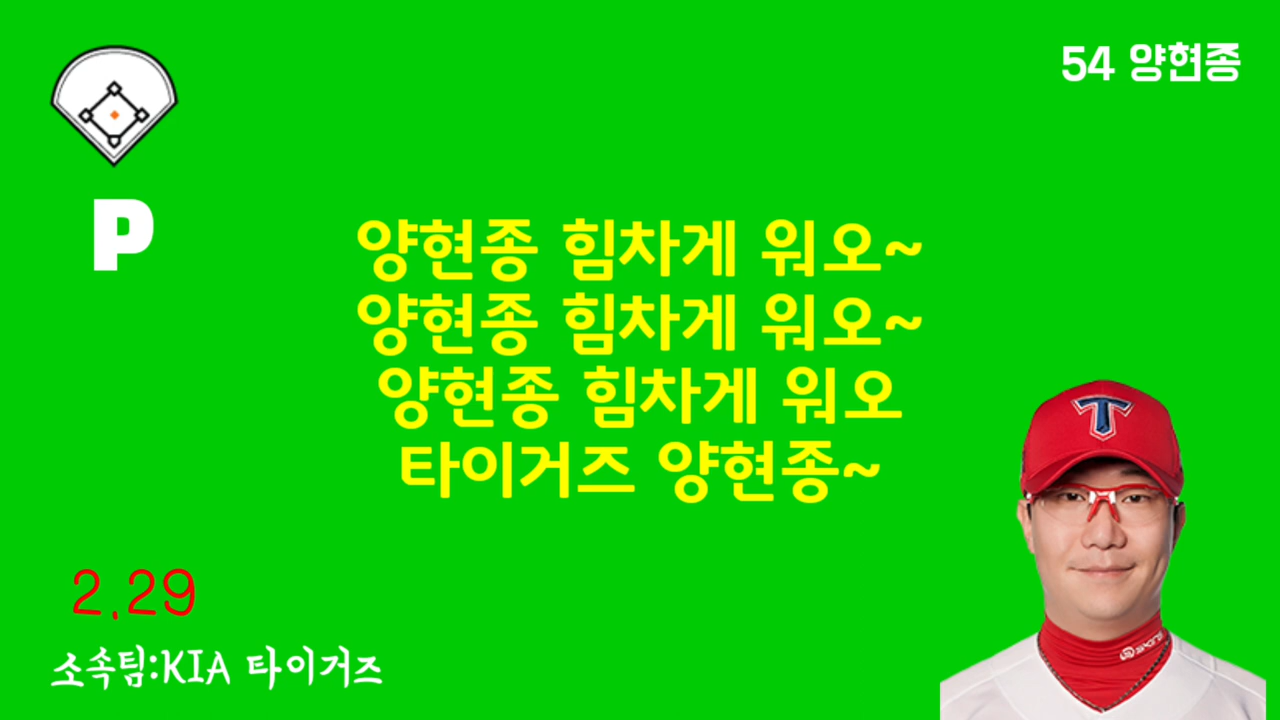 54 양현종
P
양현종 힘차게 워오~
양현종 힘차게 워오~
양현종 힘차게 워오
타이거즈 양현종~
2.29
소속팀:KIA 타이거즈
T